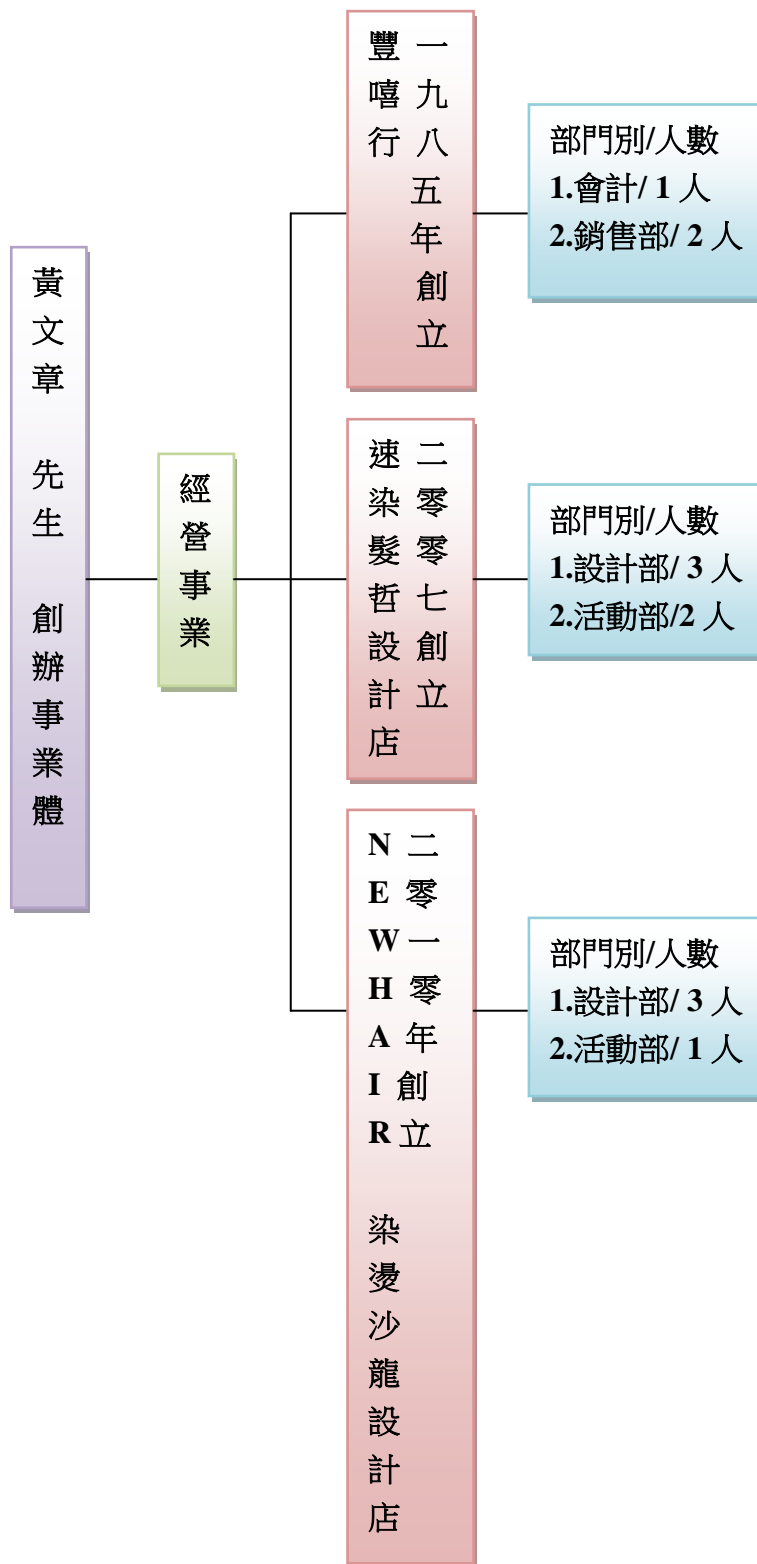 黃文章 先生 創辦事業體
經營事業
一九八五年創立
豐嘻行
部門別/人數
1.會計/ 1 人
2.銷售部/ 2 人
二零零七創立
速染髮哲設計店
部門別/人數
1.設計部/ 3 人
2.活動部/2 人
二零一零年創立
NEWHAIR 染燙沙龍設計店
部門別/人數
1.設計部/ 3 人
2.活動部/ 1 人